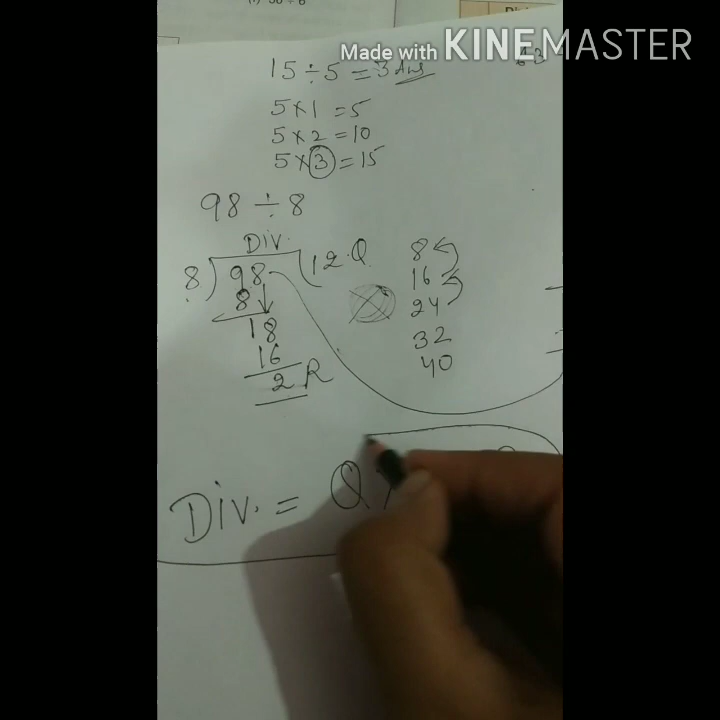 Made with KINEMASTER
15 ÷ 5 = 3 Ans
5 × 1 = 5
5 × 2 = 10
5 × 3 = 15
98 ÷ 8
Div.
8 ) 98 ( 12 Q
8
18
16
2 R
8
16
24
32
40
Div. = Q